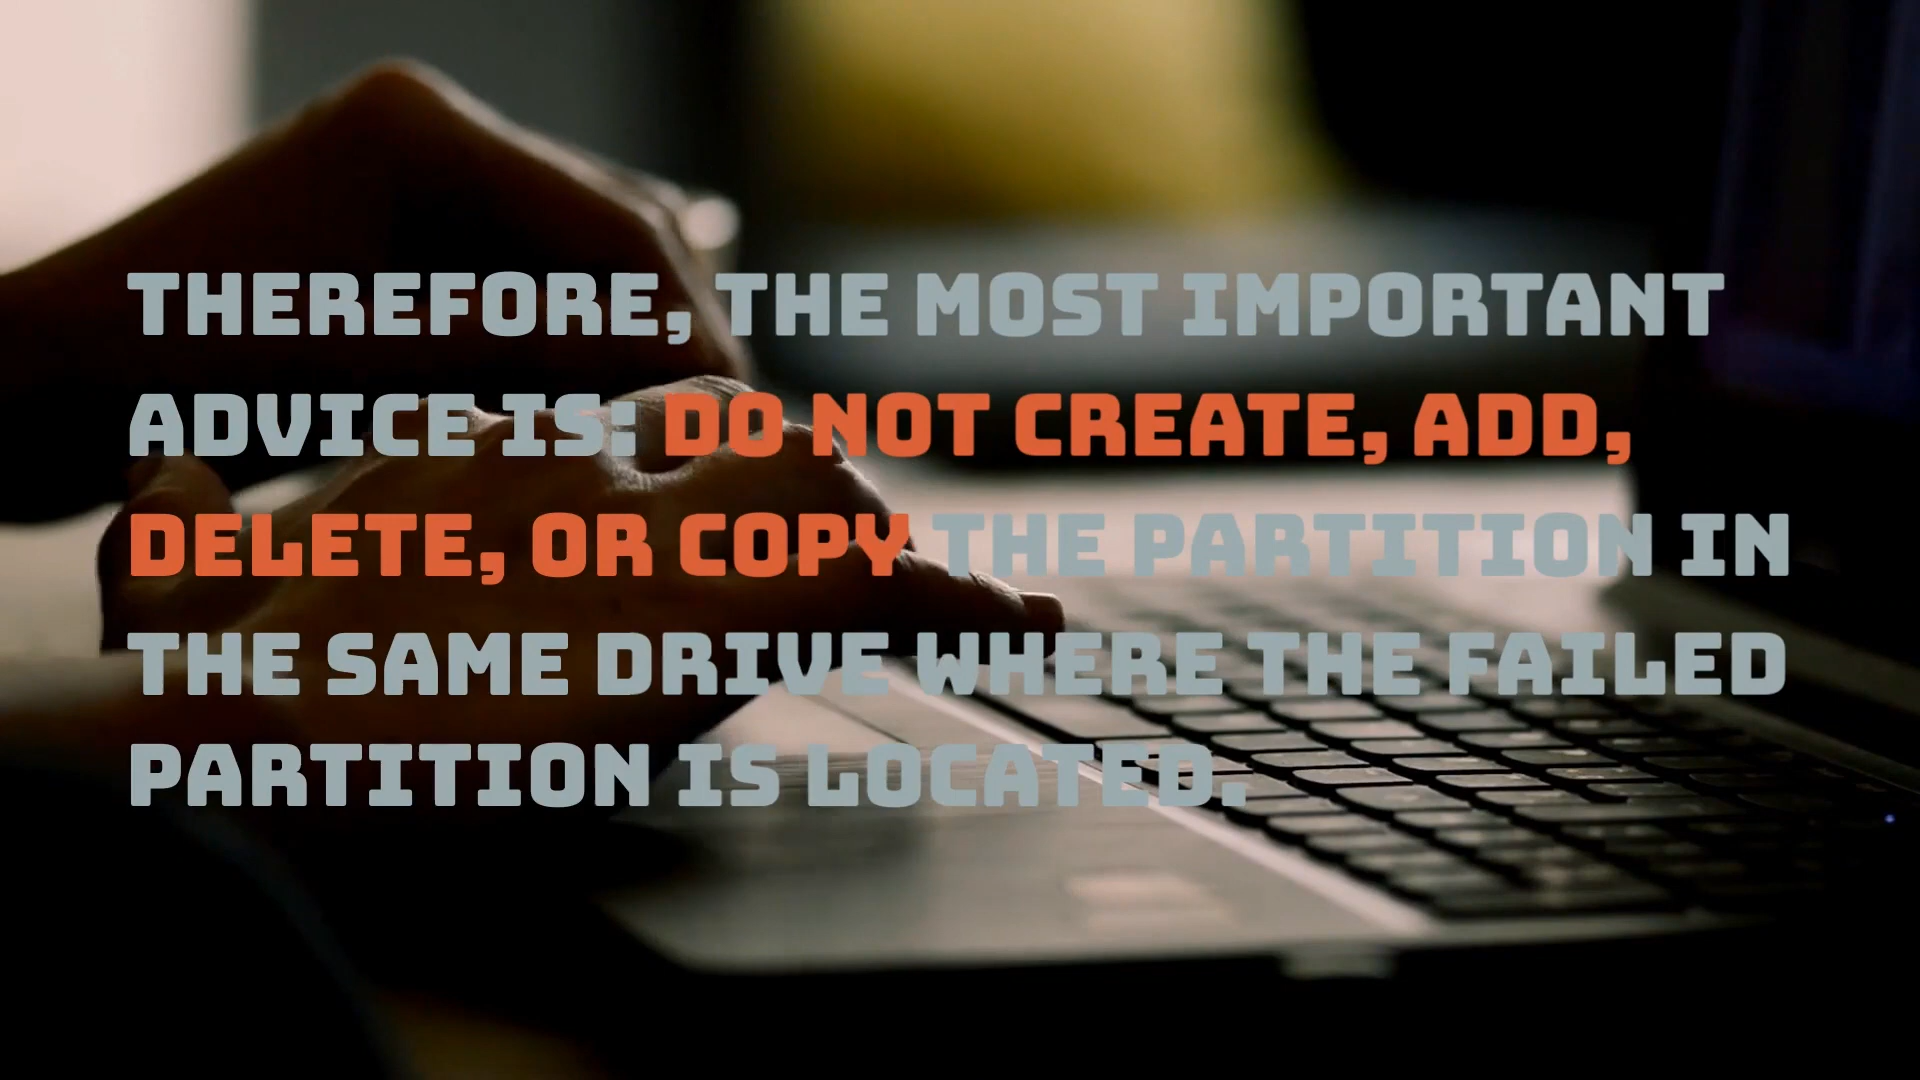 THEREFORE, THE MOST IMPORTANT
ADVICE IS: DO NOT CREATE, ADD,
DELETE, OR COPY THE PARTITION IN
THE SAME DRIVE WHERE THE FAILED
PARTITION IS LOCATED.